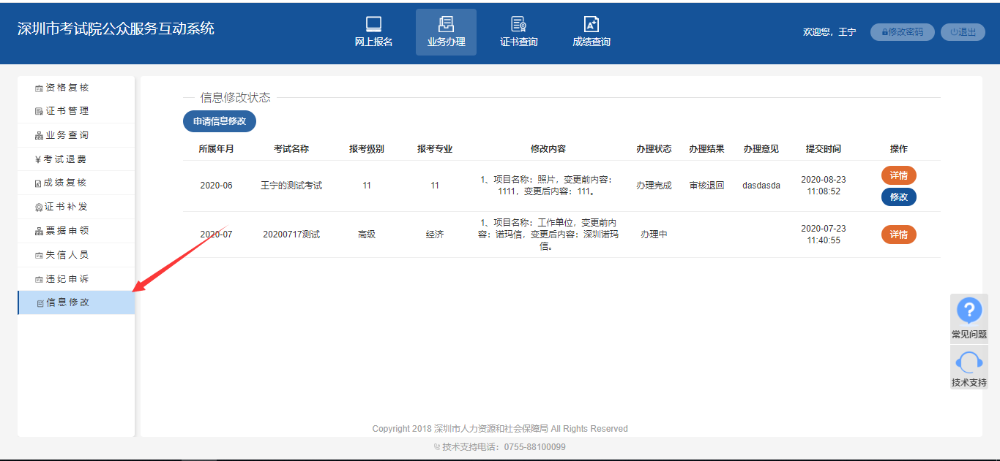 深圳市考试院公众服务互动系统
网上报名
业务办理
证书查询
成绩查询
欢迎您，王宁
修改密码
退出
资格复核
证书管理
业务查询
¥考试退费
成绩复核
证书补发
票据申领
失信人员
违纪申诉
信息修改
信息修改状态
申请信息修改
所属年月 考试名称 报考级别 报考专业 修改内容 办理状态 办理结果 办理意见 提交时间 操作
2020-06 王宁的测试考试 11 11 1、项目名称：照片，变更前内容：
1111，变更后内容：111。 办理完成 审核退回 dasdasda 2020-08-23
11:08:52 详情
修改
2020-07 20200717测试 高级 经济 1、项目名称：工作单位，变更前内
容：诺玛信，变更后内容：深圳诺玛
信。 办理中 2020-07-23
11:40:55 详情
常见问题
技术支持
Copyright 2018 深圳市人力资源和社会保障局 All Rights Reserved
技术支持电话：0755-88100099